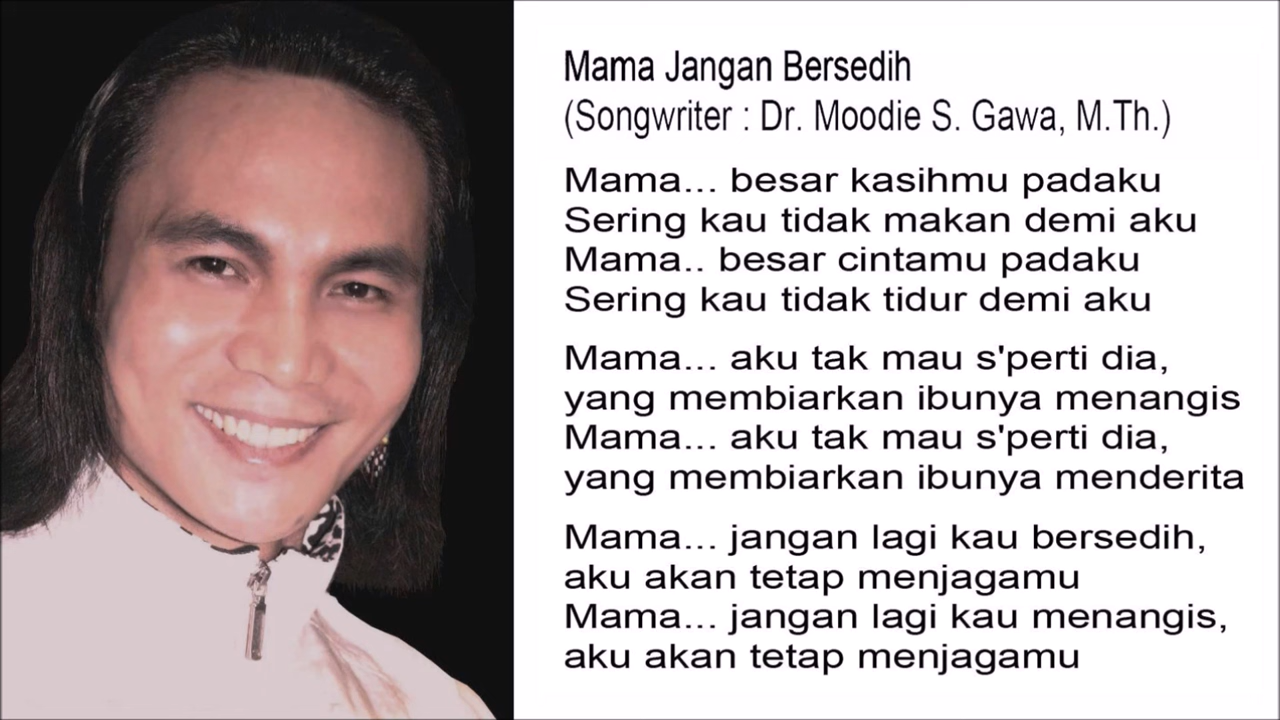 Mama Jangan Bersedih
(Songwriter : Dr. Moodie S. Gawa, M.Th.)
Mama... besar kasihmu padaku
Sering kau tidak makan demi aku
Mama.. besar cintamu padaku
Sering kau tidak tidur demi aku
Mama... aku tak mau s'perti dia,
yang membiarkan ibunya menangis
Mama... aku tak mau s'perti dia,
yang membiarkan ibunya menderita
Mama... jangan lagi kau bersedih,
aku akan tetap menjagamu
Mama... jangan lagi kau menangis,
aku akan tetap menjagamu